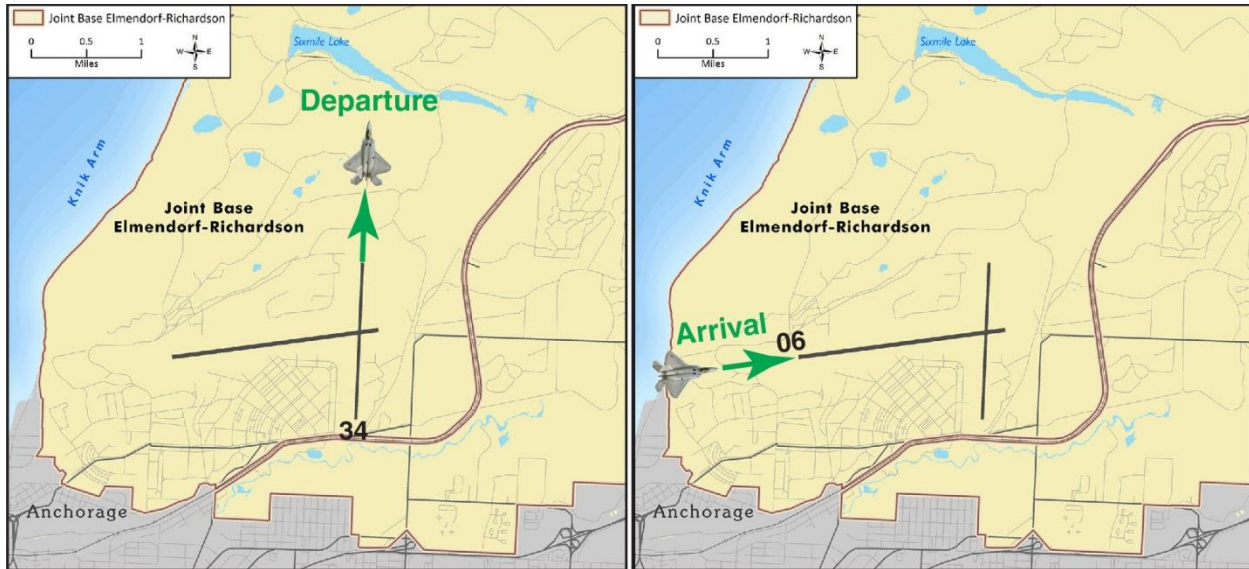 Joint Base Elmendorf-Richardson
0 0.5 1
Miles
N
W E
S
Sixmile Lake
Departure
Knik Arm
Joint Base
Elmendorf-Richardson
34
Anchorage
Joint Base Elmendorf-Richardson
0 0.5 1
Miles
N
W E
S
Sixmile Lake
Knik Arm
Joint Base
Elmendorf-Richardson
Arrival
06
Anchorage